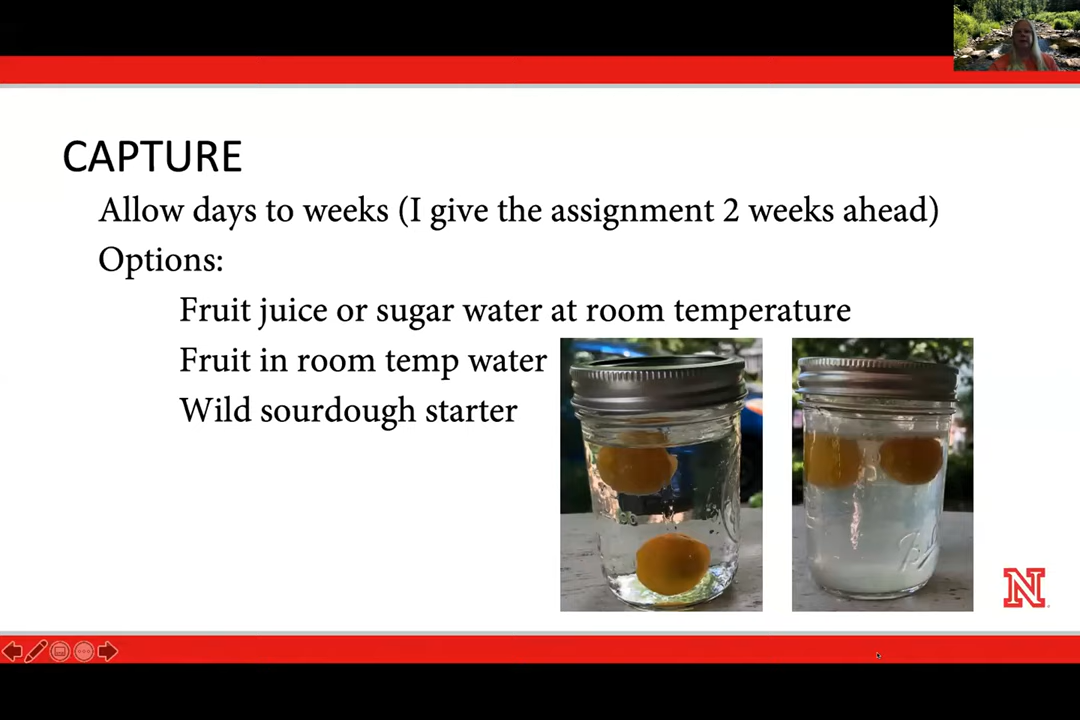 CAPTURE
Allow days to weeks (I give the assignment 2 weeks ahead)
Options:
Fruit juice or sugar water at room temperature
Fruit in room temp water
Wild sourdough starter
N